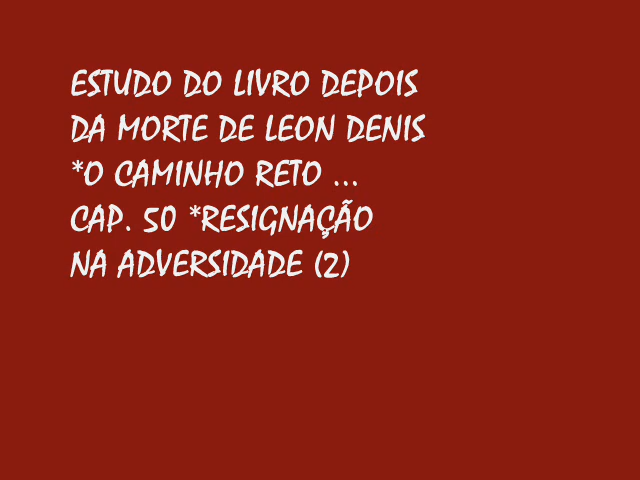 ESTUDO DO LIVRO DEPOIS
DA MORTE DE LEON DENIS
*O CAMINHO RETO ...
CAP. 50 *RESIGNAÇÃO
NA ADVERSIDADE (2)